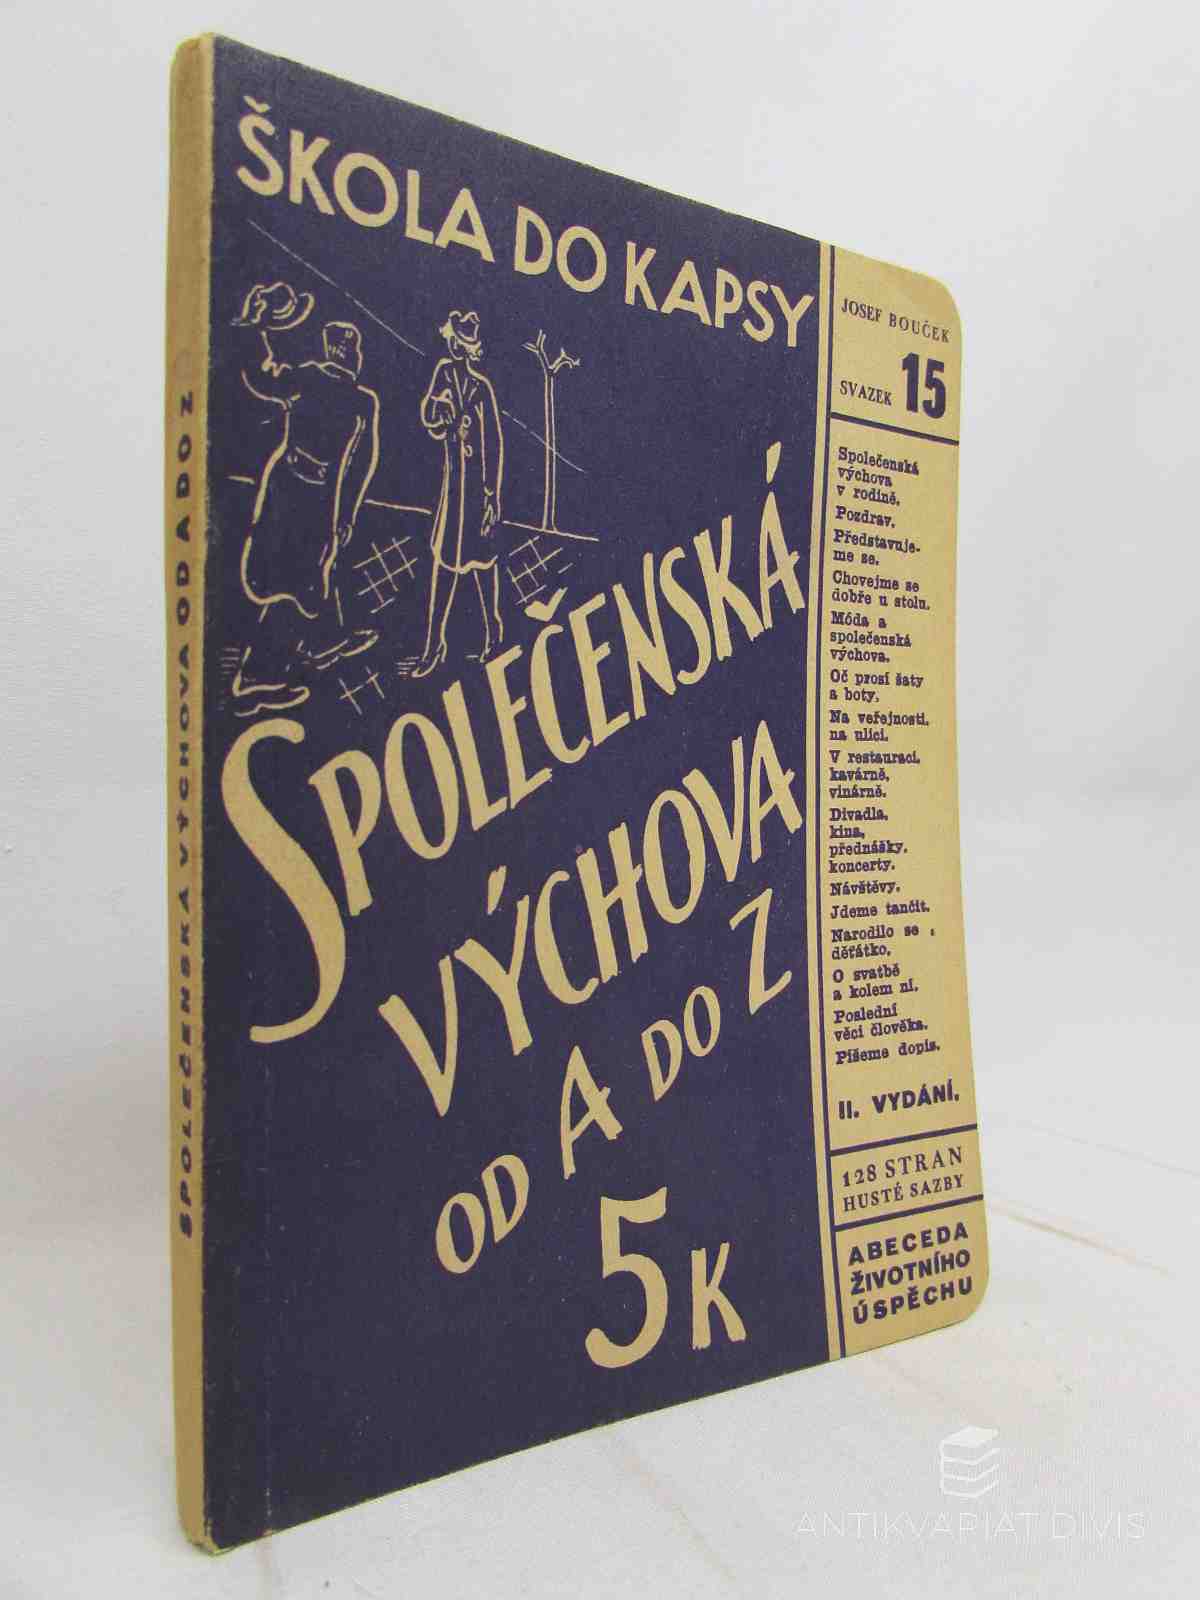 ŠKOLA DO KAPSY
SPOLEČENSKÁ
VÝCHOVA
OD A DO Z
5K
JOSEF BOUČEK
SVAZEK 15
Společenská
výchova
v rodině.
Pozdrav.
Představuje-
me se.
Chovejme se
dobře u stolu.
Móda a
společenská
výchova.
Oč prosí šaty
a boty.
Na veřejnosti,
na ulici.
V restauraci,
kavárně,
vinárně.
Divadla,
kina,
přednášky,
koncerty.
Návštěvy.
Jdeme tančit.
Narodilo se
děťátko.
O svatbě
a kolem ní.
Poslední
věci člověka.
Píšeme dopis.
II. VYDÁNÍ.
128 STRAN
HUSTÉ SAZBY
ABECEDA
ŽIVOTNÍHO
ÚSPĚCHU
SPOLEČENSKÁ VÝCHOVA OD A DO Z
ANTIKVARIAT DIVIS